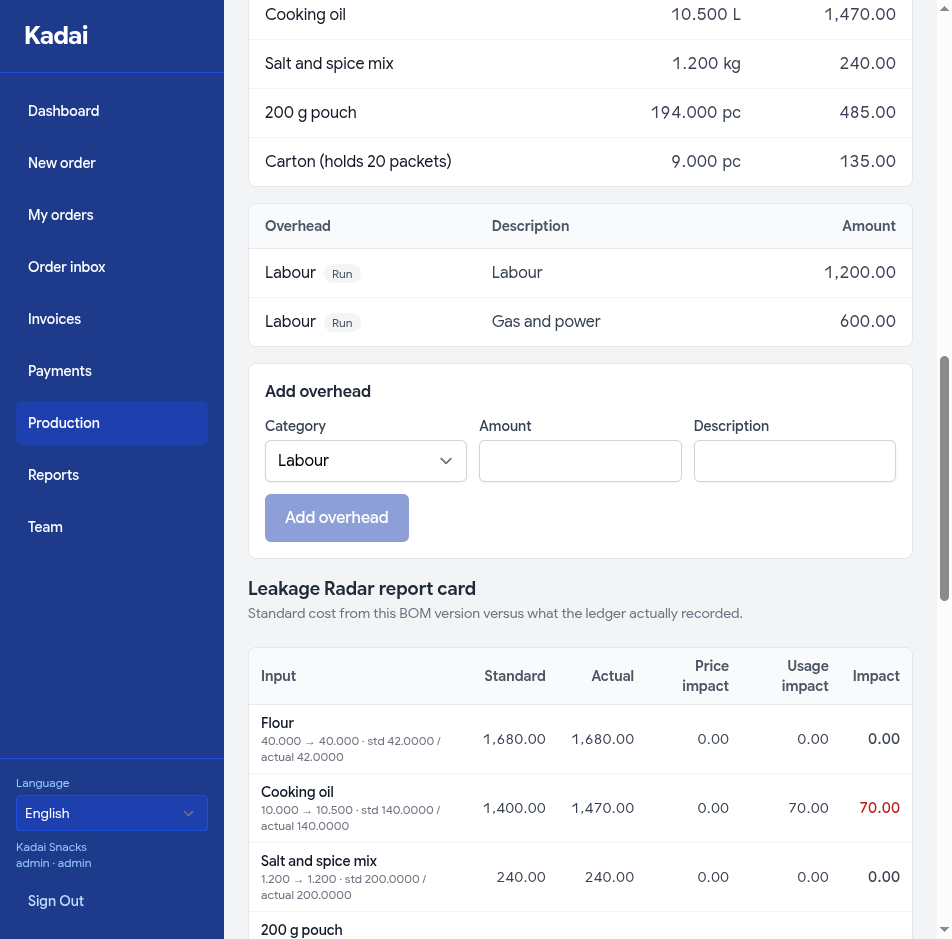 Kadai
Dashboard
New order
My orders
Order inbox
Invoices
Payments
Production
Reports
Team
Language
English
Kadai Snacks
admin · admin
Sign Out
Cooking oil 10.500 L 1,470.00
Salt and spice mix 1.200 kg 240.00
200 g pouch 194.000 pc 485.00
Carton (holds 20 packets) 9.000 pc 135.00
Overhead Description Amount
Labour Run Labour 1,200.00
Labour Run Gas and power 600.00
Add overhead
Category Amount Description
Labour
Add overhead
Leakage Radar report card
Standard cost from this BOM version versus what the ledger actually recorded.
Input Standard Actual Price impact Usage impact Impact
Flour
40.000 → 40.000 · std 42.0000 /
actual 42.0000
1,680.00 1,680.00 0.00 0.00 0.00
Cooking oil
10.000 → 10.500 · std 140.0000 /
actual 140.0000
1,400.00 1,470.00 0.00 70.00 70.00
Salt and spice mix
1.200 → 1.200 · std 200.0000 /
actual 200.0000
240.00 240.00 0.00 0.00 0.00
200 g pouch